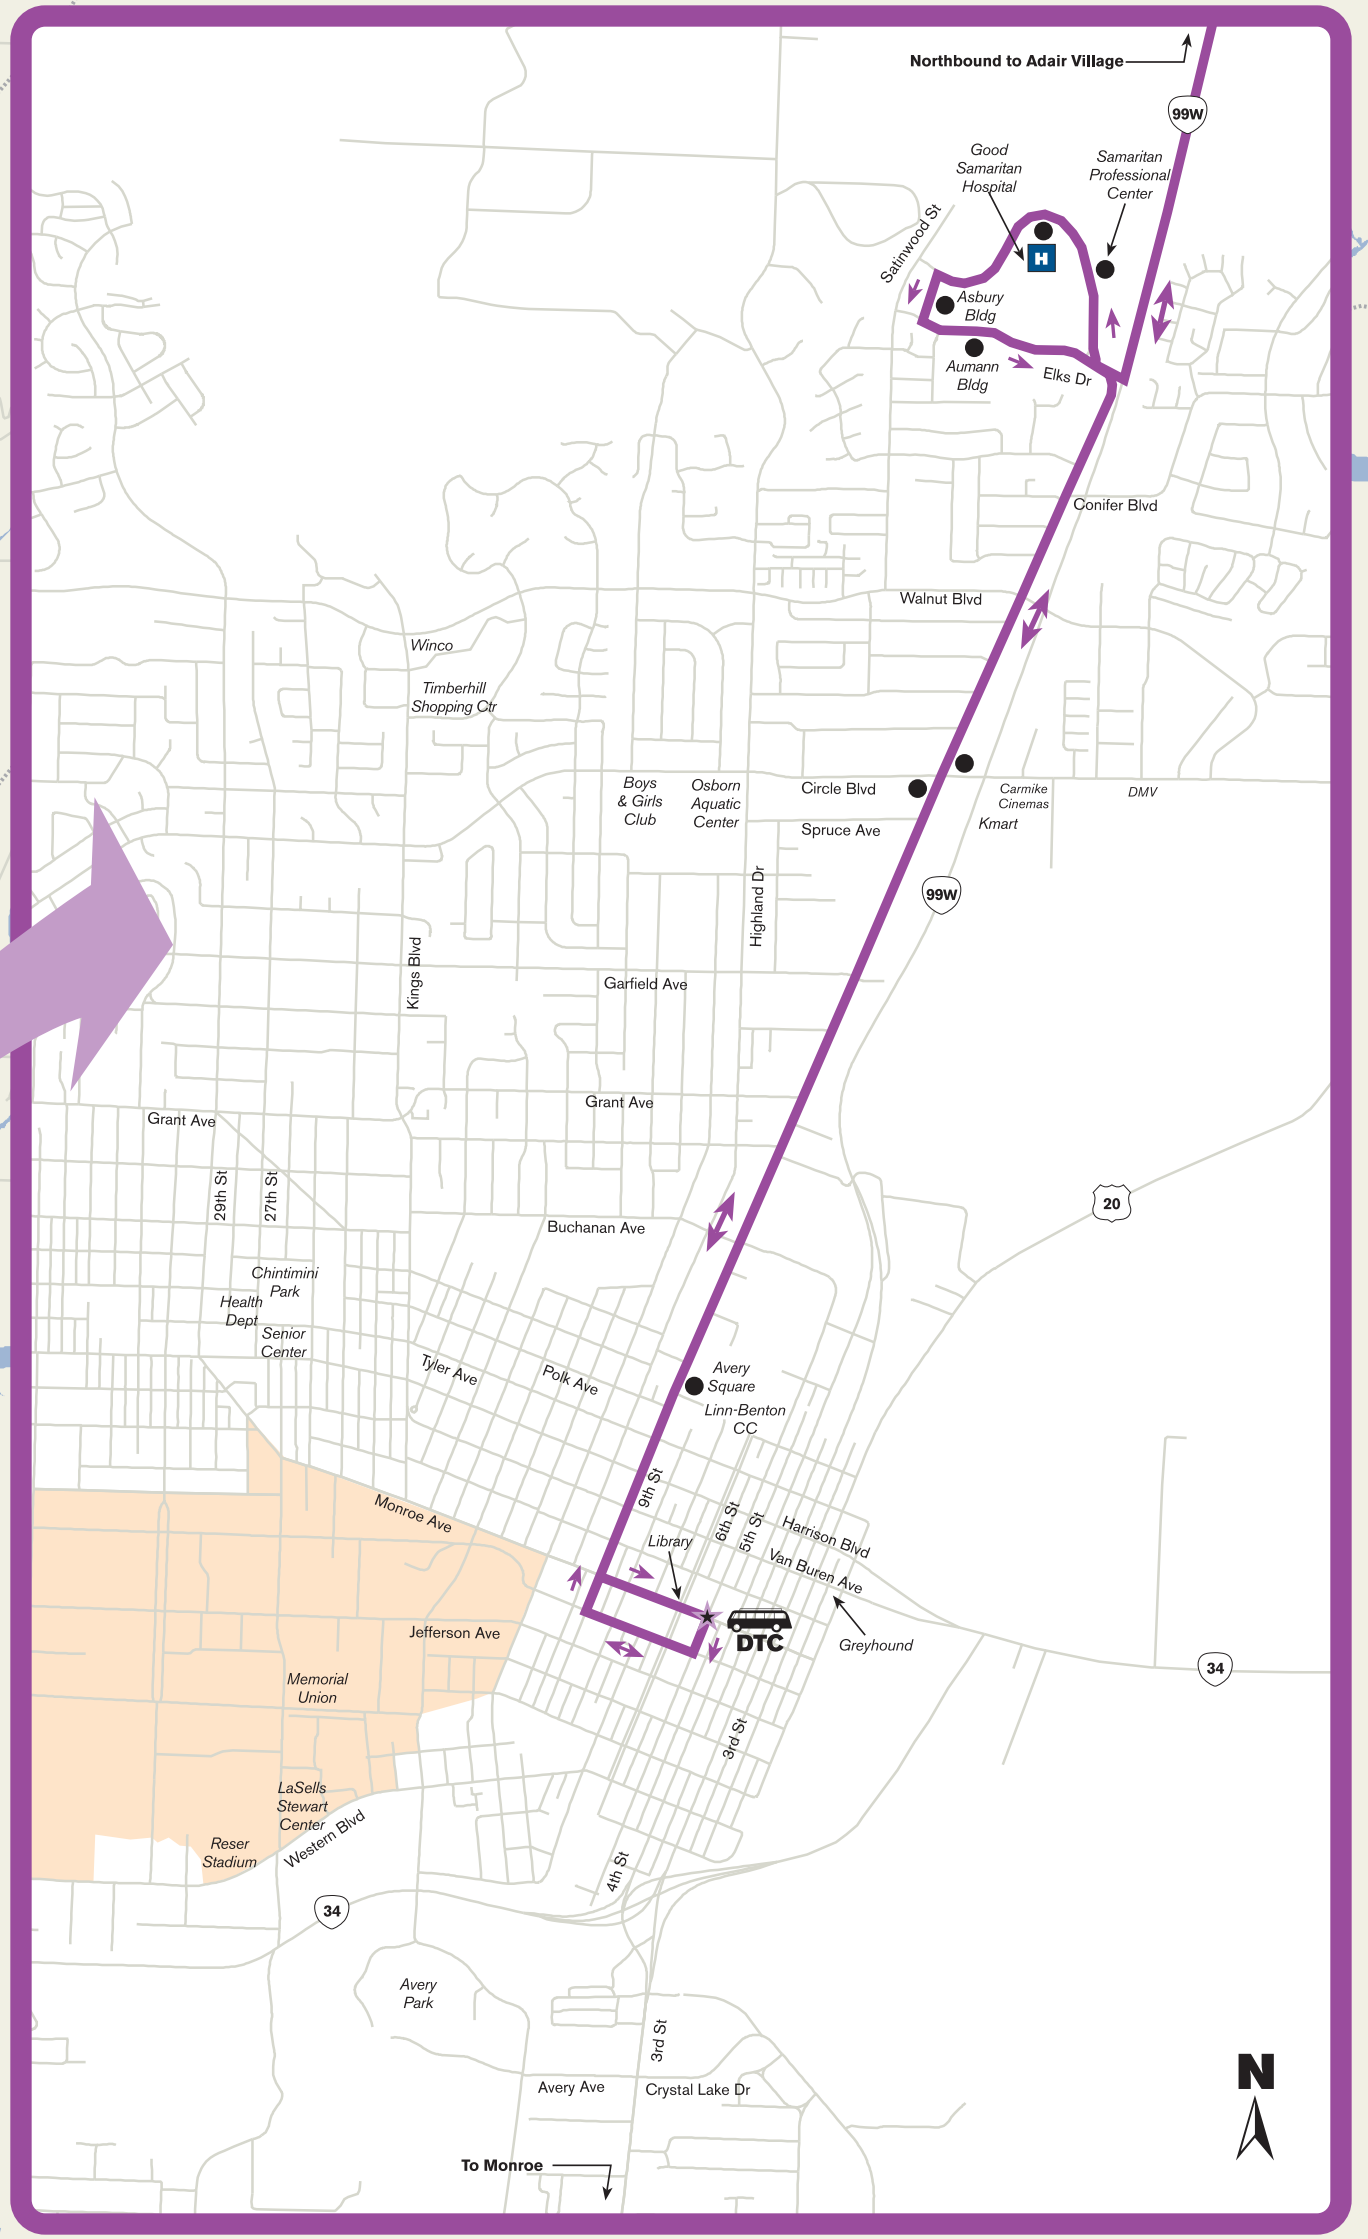 Northbound to Adair Village
99W
Good
Samaritan
Hospital
Samaritan
Professional
Center
Satinwood St
H
Asbury
Bldg
Aumann
Bldg
Elks Dr
Conifer Blvd
Walnut Blvd
Winco
Timberhill
Shopping Ctr
Boys
& Girls
Club
Osborn
Aquatic
Center
Circle Blvd
Carmike
Cinemas
DMV
Kmart
Spruce Ave
99W
Highland Dr
Kings Blvd
Garfield Ave
Grant Ave
Grant Ave
29th St
27th St
20
Buchanan Ave
Chintimini
Park
Health
Dept
Senior
Center
Tyler Ave
Polk Ave
Avery
Square
Linn-Benton
CC
9th St
Monroe Ave
6th St
5th St
Harrison Blvd
Library
Van Buren Ave
DTC
Greyhound
Jefferson Ave
34
Memorial
Union
3rd St
LaSells
Stewart
Center
Western Blvd
Reser
Stadium
4th St
34
Avery
Park
3rd St
Avery Ave
Crystal Lake Dr
N
To Monroe